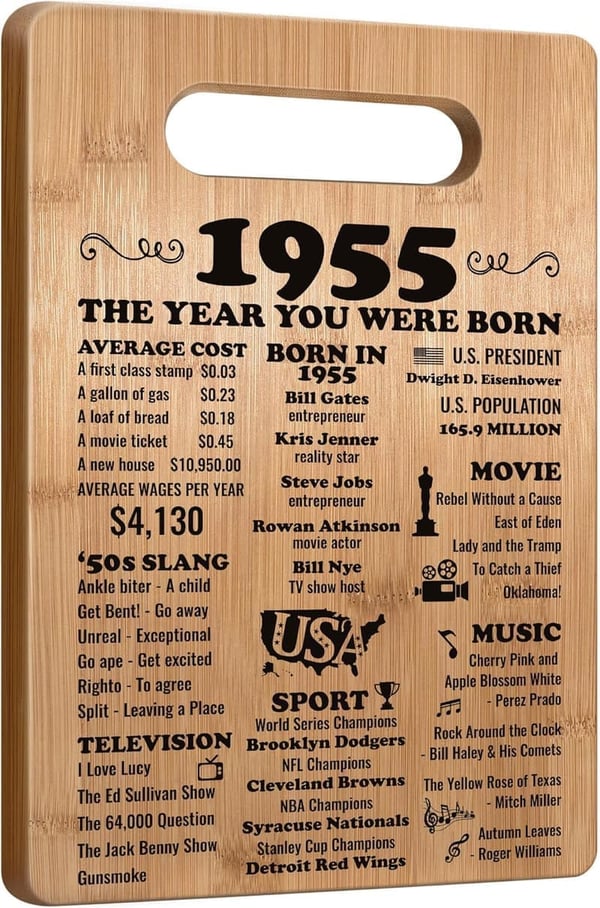 1955
THE YEAR YOU WERE BORN
AVERAGE COST
A first class stamp $0.03
A gallon of gas $0.23
A loaf of bread $0.18
A movie ticket $0.45
A new house $10,950.00
AVERAGE WAGES PER YEAR
$4,130
‘50s SLANG
Ankle biter - A child
Get Bent! - Go away
Unreal - Exceptional
Go ape - Get excited
Righto - To agree
Split - Leaving a Place
TELEVISION
I Love Lucy
The Ed Sullivan Show
The 64,000 Question
The Jack Benny Show
Gunsmoke
BORN IN
1955
Bill Gates
entrepreneur
Kris Jenner
reality star
Steve Jobs
entrepreneur
Rowan Atkinson
movie actor
Bill Nye
TV show host
USA
SPORT
World Series Champions
Brooklyn Dodgers
NFL Champions
Cleveland Browns
NBA Champions
Syracuse Nationals
Stanley Cup Champions
Detroit Red Wings
U.S. PRESIDENT
Dwight D. Eisenhower
U.S. POPULATION
165.9 MILLION
MOVIE
Rebel Without a Cause
East of Eden
Lady and the Tramp
To Catch a Thief
Oklahoma!
MUSIC
Cherry Pink and
Apple Blossom White
- Perez Prado
Rock Around the Clock
- Bill Haley & His Comets
The Yellow Rose of Texas
- Mitch Miller
Autumn Leaves
- Roger Williams